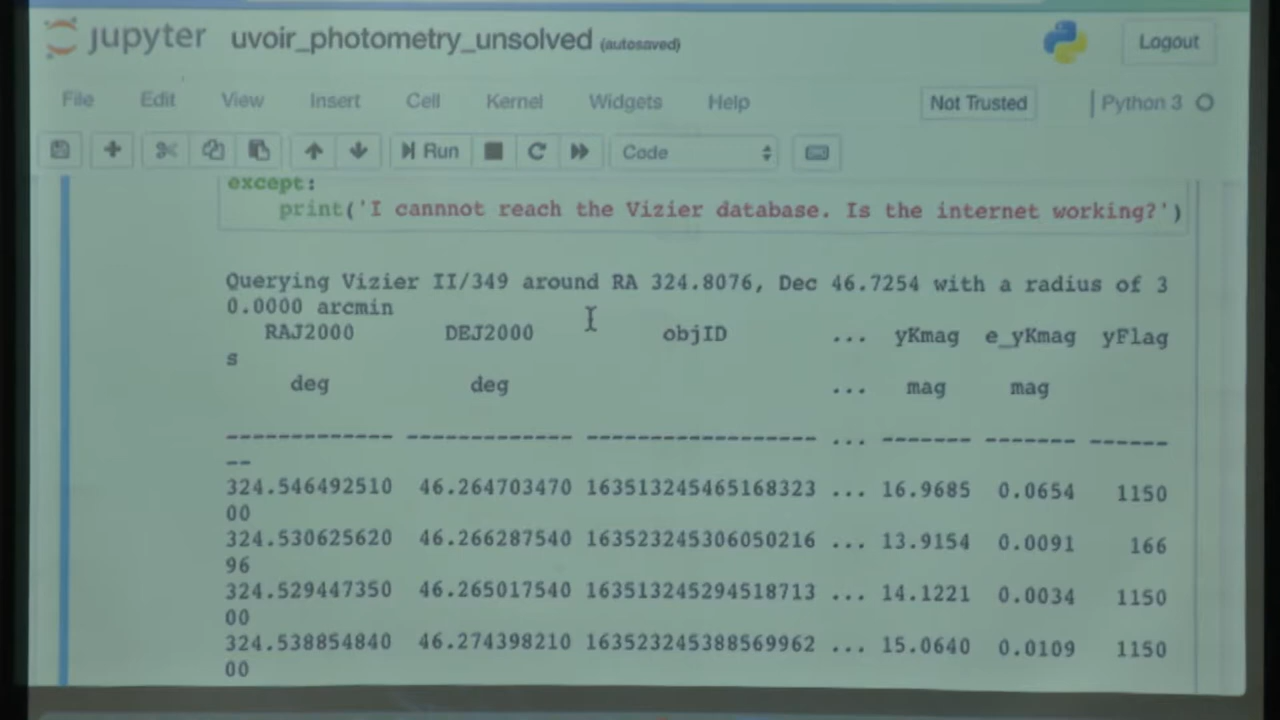 jupyter uvoir_photometry_unsolved (autosaved) Logout
File Edit View Insert Cell Kernel Widgets Help Not Trusted Python 3
Run Code
except:
print('I cannnot reach the Vizier database. Is the internet working?')
Querying Vizier II/349 around RA 324.8076, Dec 46.7254 with a radius of 3
0.0000 arcmin
RAJ2000 DEJ2000 objID ... yKmag e_yKmag yFlag
s
deg deg ... mag mag
------------- ------------- ------------------ ... ------- ------- ------
--
324.546492510 46.264703470 163513245465168323 ... 16.9685 0.0654 1150
00
324.530625620 46.266287540 163523245306050216 ... 13.9154 0.0091 166
96
324.529447350 46.265017540 163513245294518713 ... 14.1221 0.0034 1150
00
324.538854840 46.274398210 163523245388569962 ... 15.0640 0.0109 1150
00